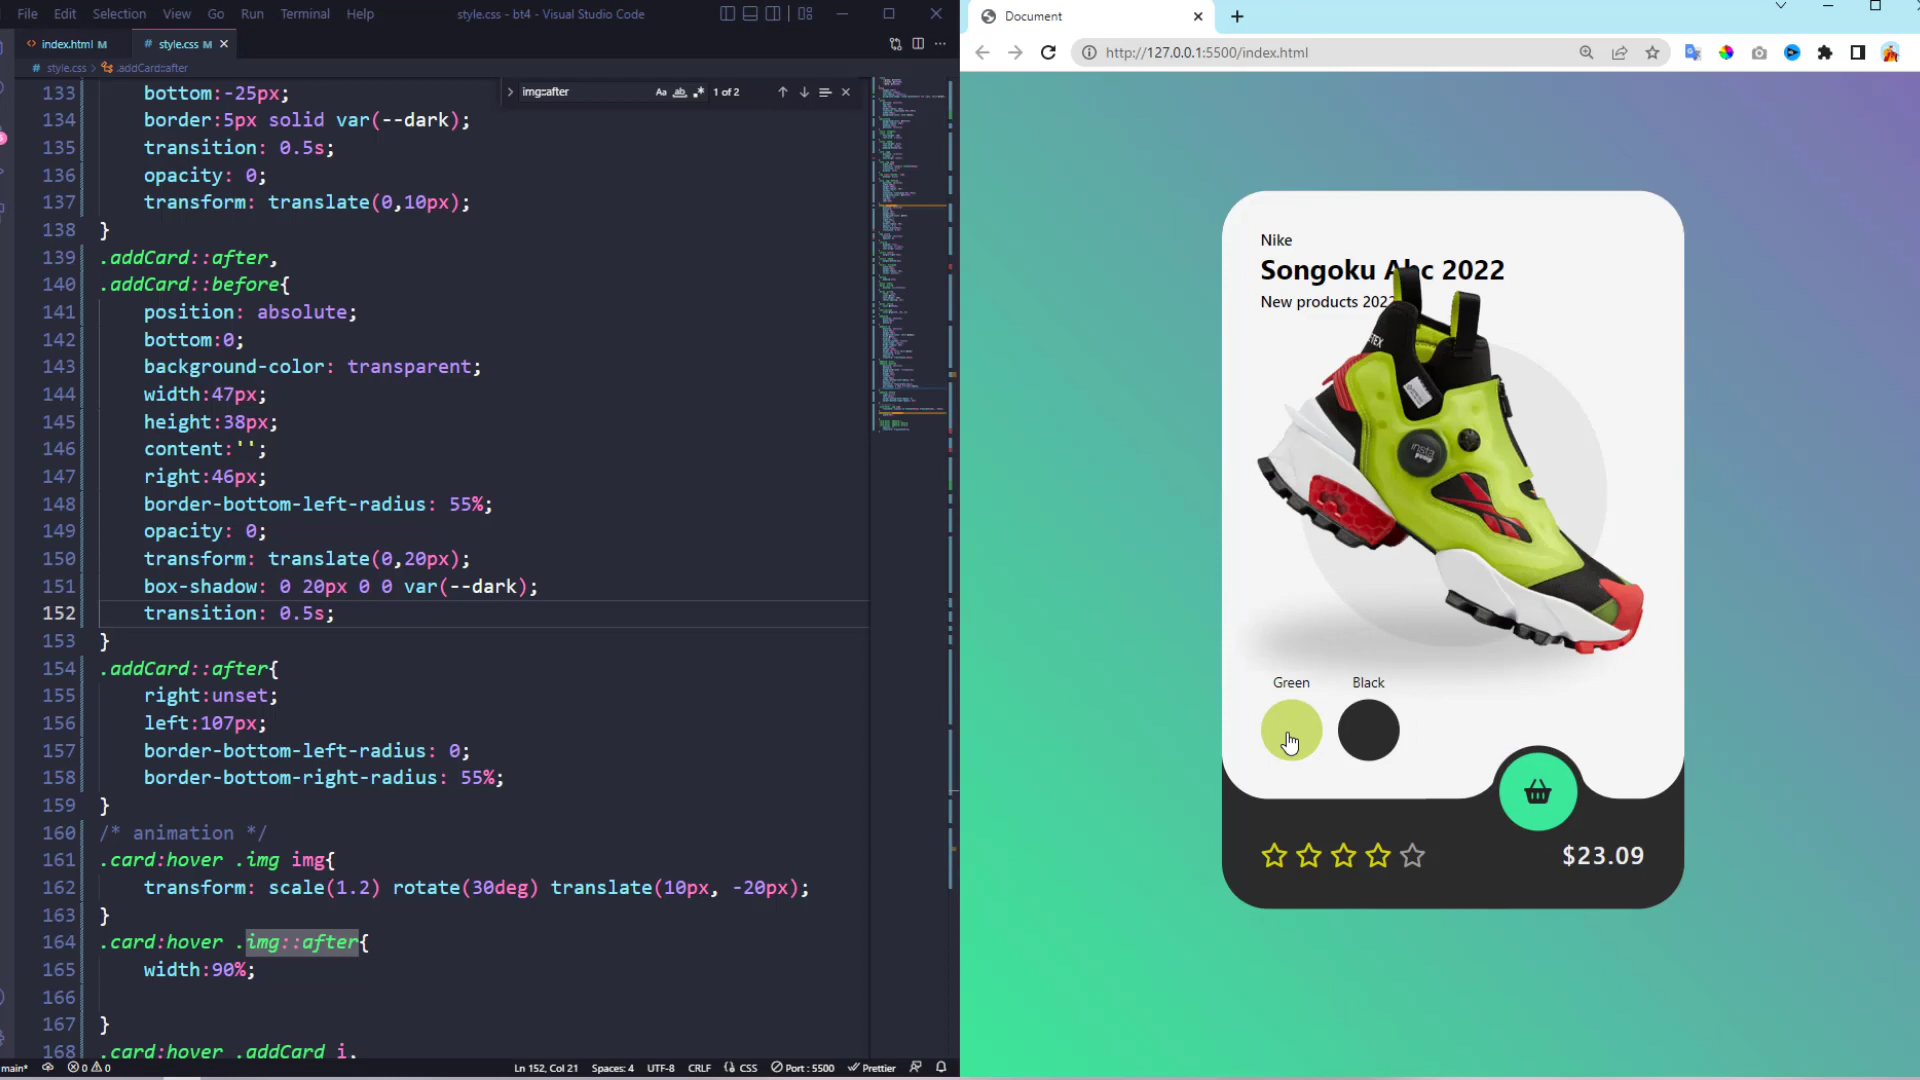 File Edit Selection View Go Run Terminal Help style.css - bt4 - Visual Studio Code
index.html M # style.css M
# style.css > .addCard::after
img::after Aa ab .* 1 of 2
133 bottom:-25px;
134 border:5px solid var(--dark);
135 transition: 0.5s;
136 opacity: 0;
137 transform: translate(0,10px);
138 }
139 .addCard::after,
140 .addCard::before{
141 position: absolute;
142 bottom:0;
143 background-color: transparent;
144 width:47px;
145 height:38px;
146 content:'';
147 right:46px;
148 border-bottom-left-radius: 55%;
149 opacity: 0;
150 transform: translate(0,20px);
151 box-shadow: 0 20px 0 0 var(--dark);
152 transition: 0.5s;
153 }
154 .addCard::after{
155 right:unset;
156 left:107px;
157 border-bottom-left-radius: 0;
158 border-bottom-right-radius: 55%;
159 }
160 /* animation */
161 .card:hover .img img{
162 transform: scale(1.2) rotate(30deg) translate(10px, -20px);
163 }
164 .card:hover .img::after{
165 width:90%;
166
167 }
168 .card:hover .addCard i,
main* 0 0 Ln 152, Col 21 Spaces: 4 UTF-8 CRLF {} CSS Port : 5500 Prettier
Document
http://127.0.0.1:5500/index.html
Nike
Songoku Abc 2022
New products 2022
Green Black
$23.09